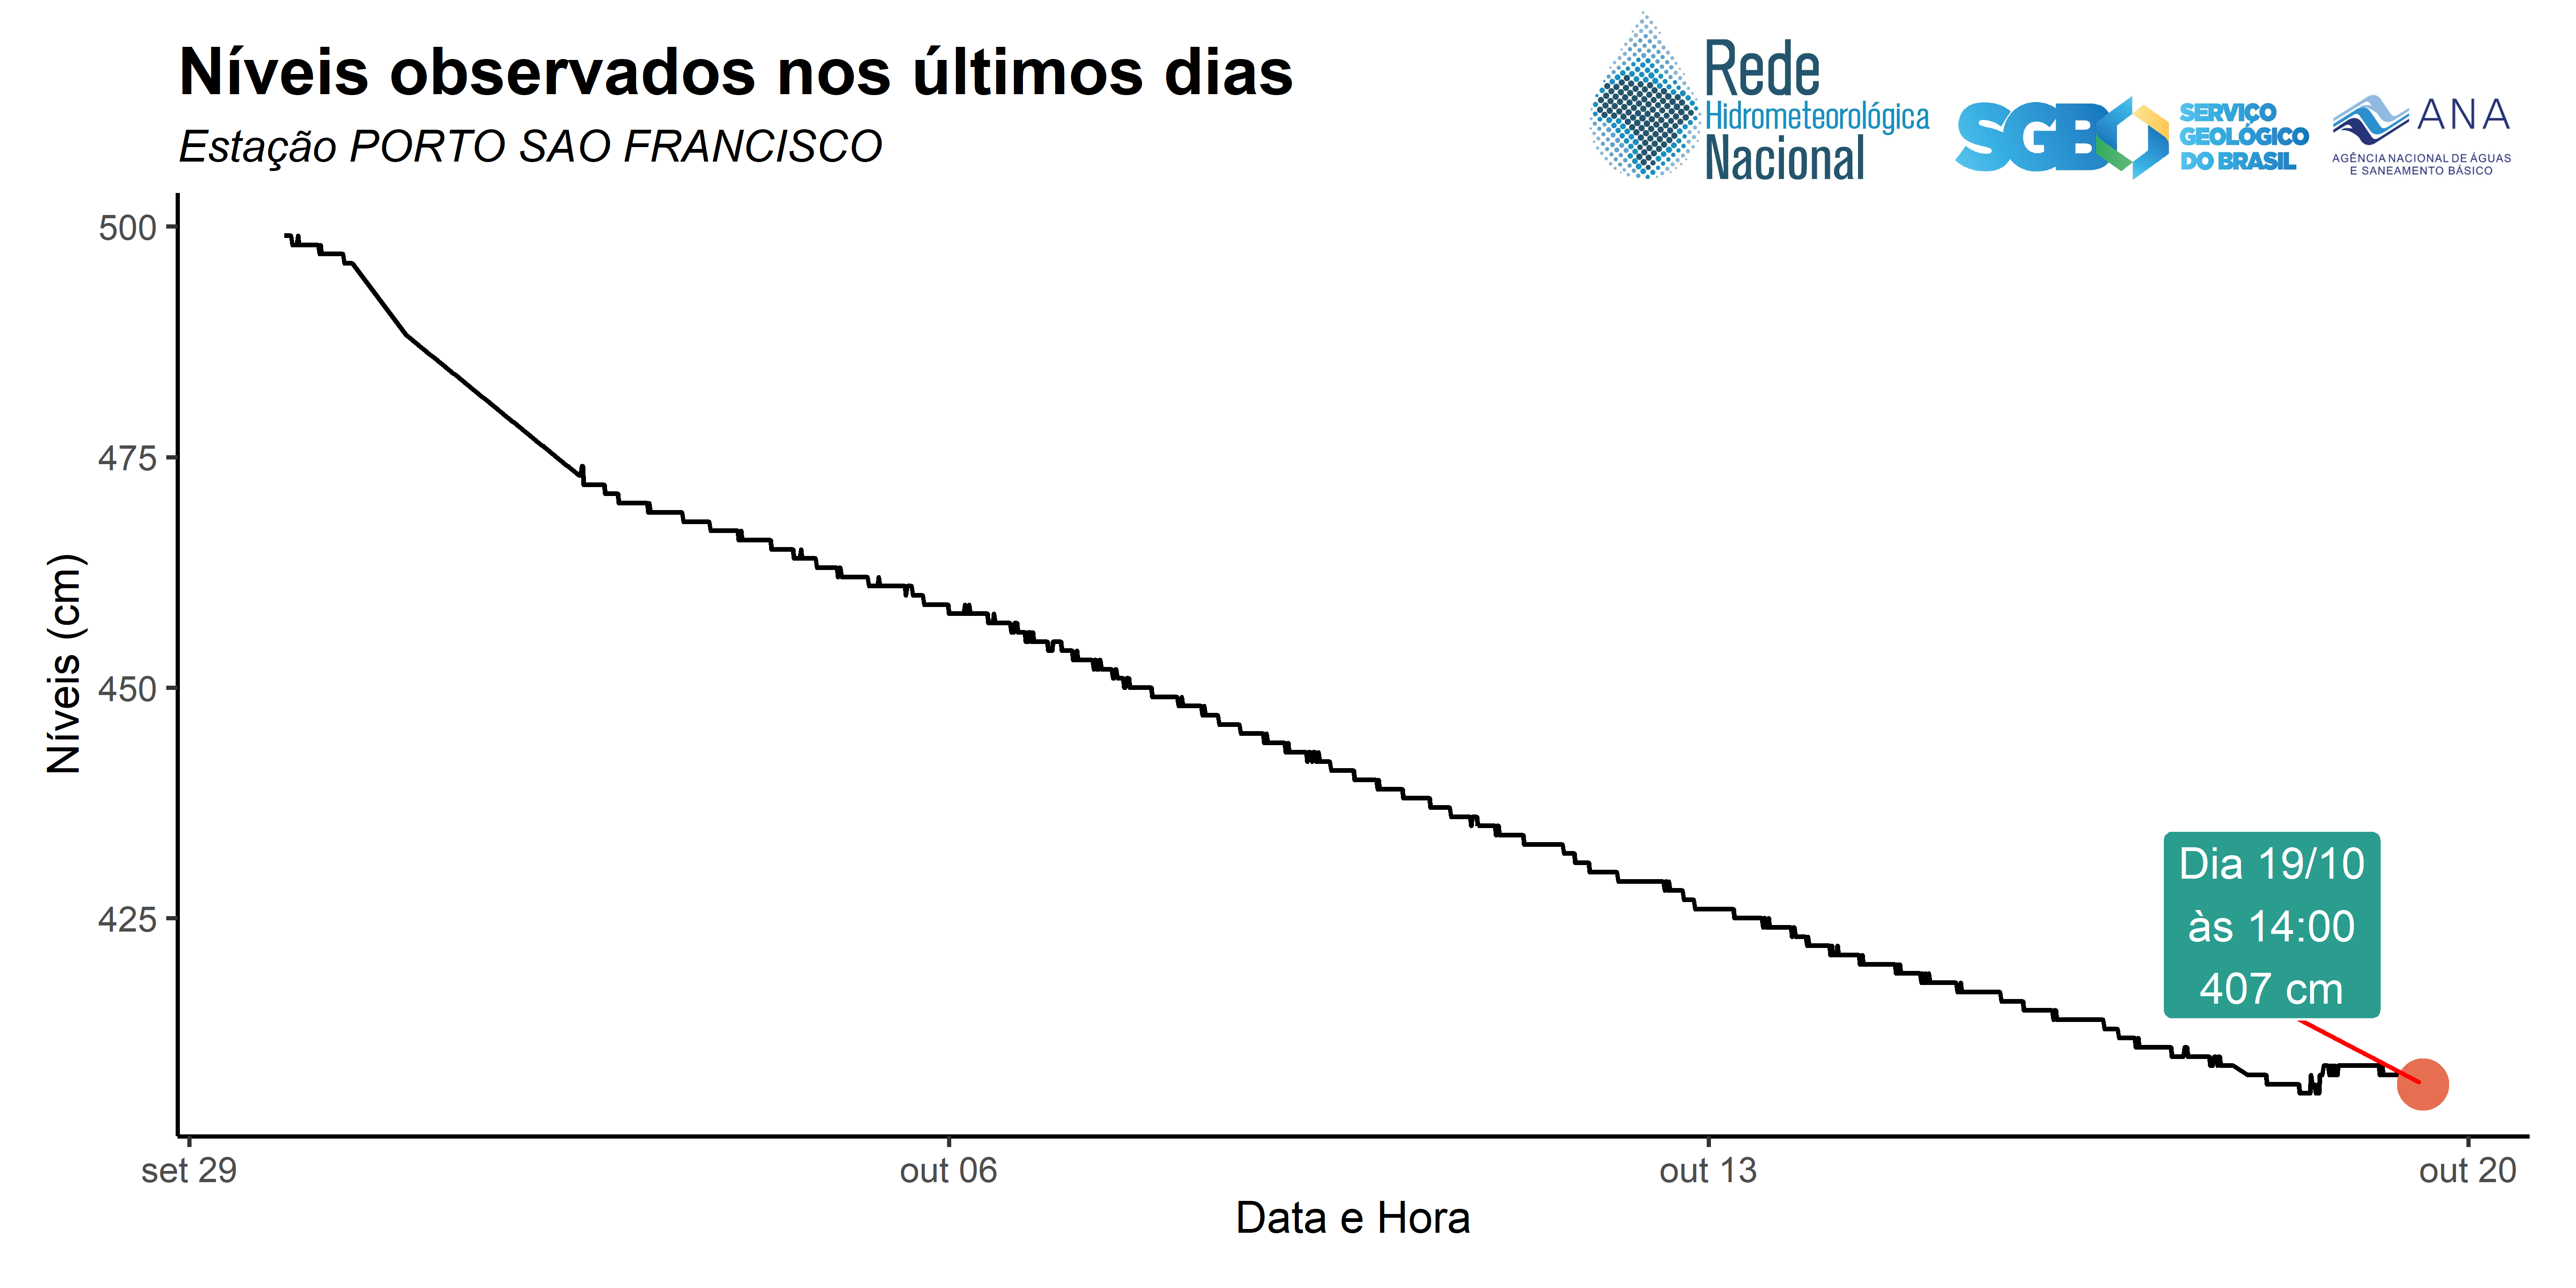 Níveis observados nos últimos dias
Estação PORTO SAO FRANCISCO
Rede
Hidrometeorológica
Nacional
SGB
SERVIÇO
GEOLÓGICO
DO BRASIL
ANA
AGÊNCIA NACIONAL DE ÁGUAS
E SANEAMENTO BÁSICO
Níveis (cm)
500
475
450
425
Dia 19/10
às 14:00
407 cm
set 29
out 06
out 13
out 20
Data e Hora